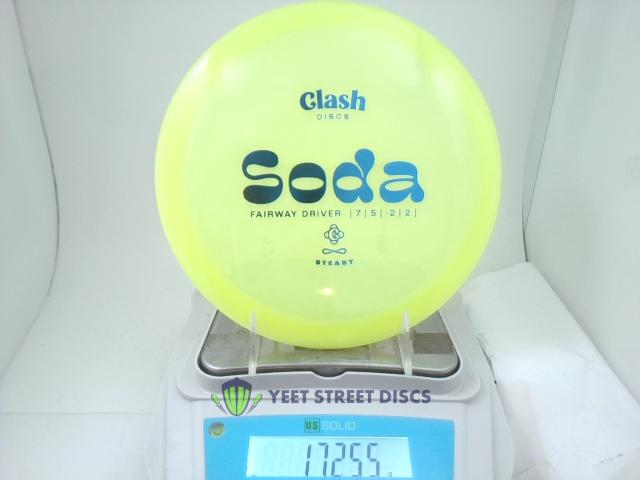 Clash
DISCS
Soda
FAIRWAY DRIVER |7|5|-2|2|
STEADY
YEET STREET DISCS
US SOLID
172.55 g